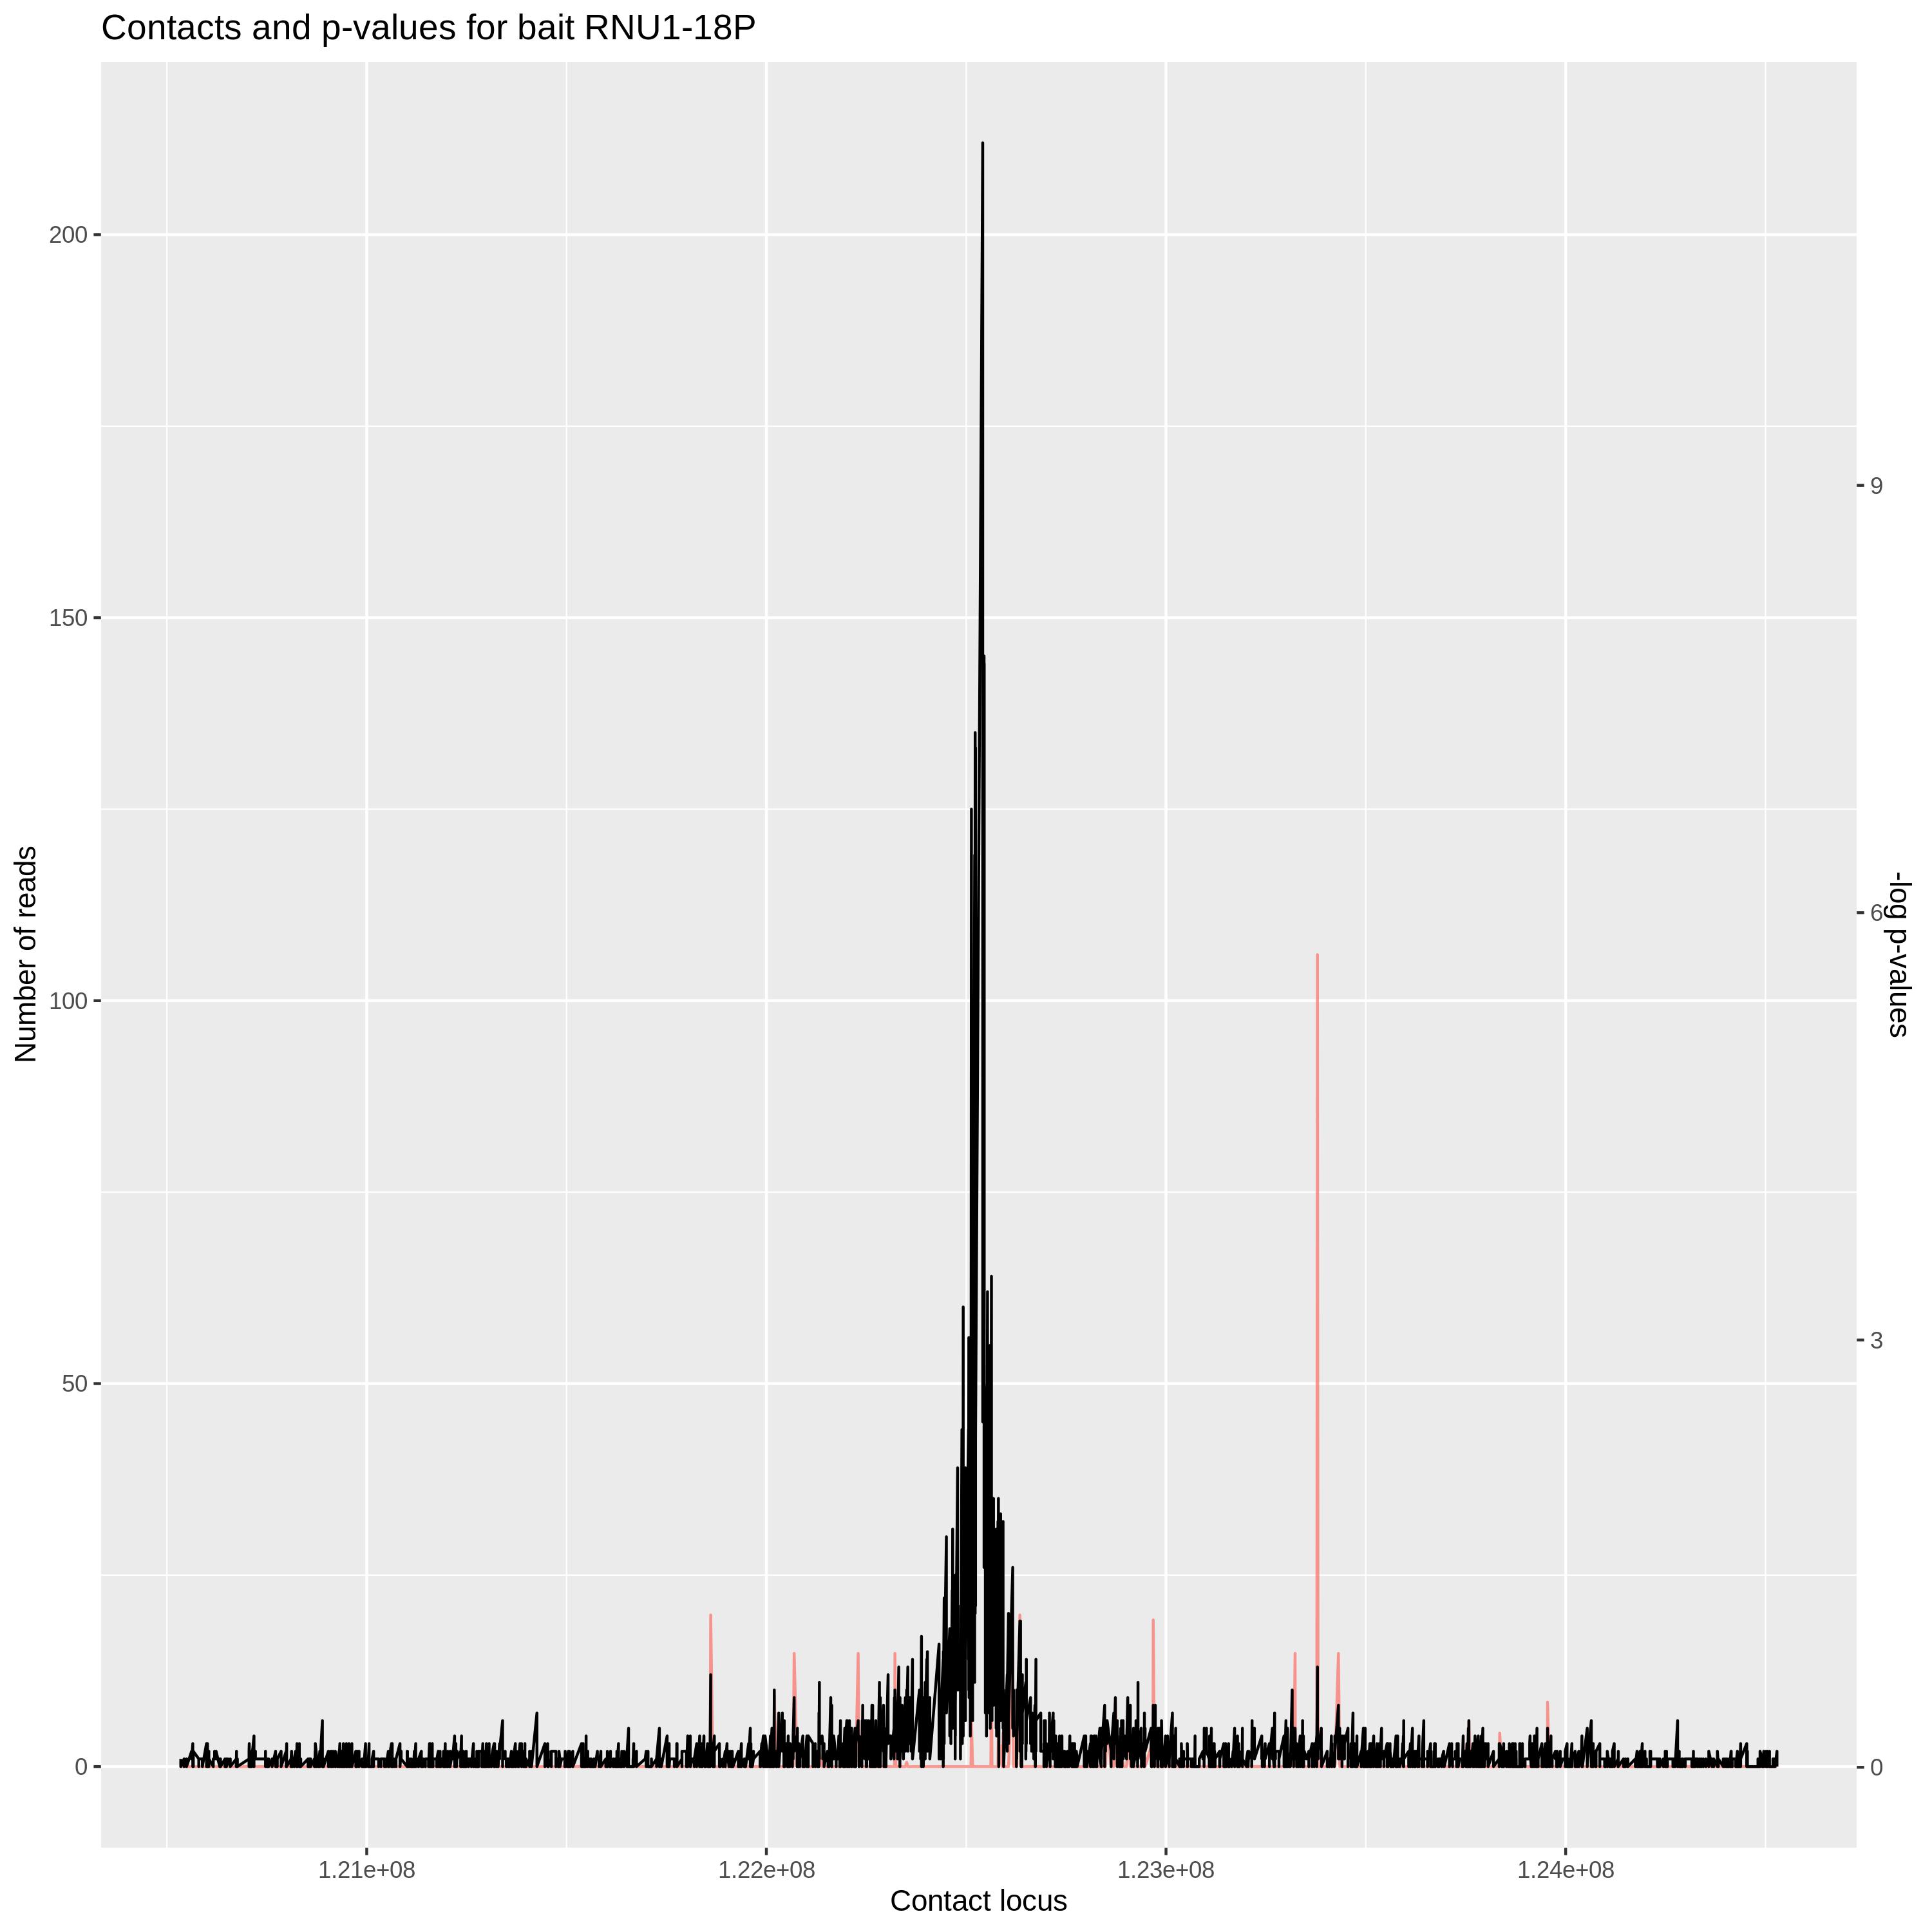 Contacts and p-values for bait RNU1-18P
200
150
100
50
0
Number of reads
9
6
3
0
-log p-values
1.21e+08
1.22e+08
1.23e+08
1.24e+08
Contact locus